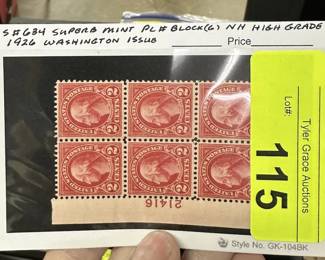 S#634 SUPERB MINT PL# BLOCK(6) NH HIGH GRADE
1926 WASHINGTON ISSUE
Price
Lot#:
115
Tyler Grace Auctions
21416
Style No. GK-104BK